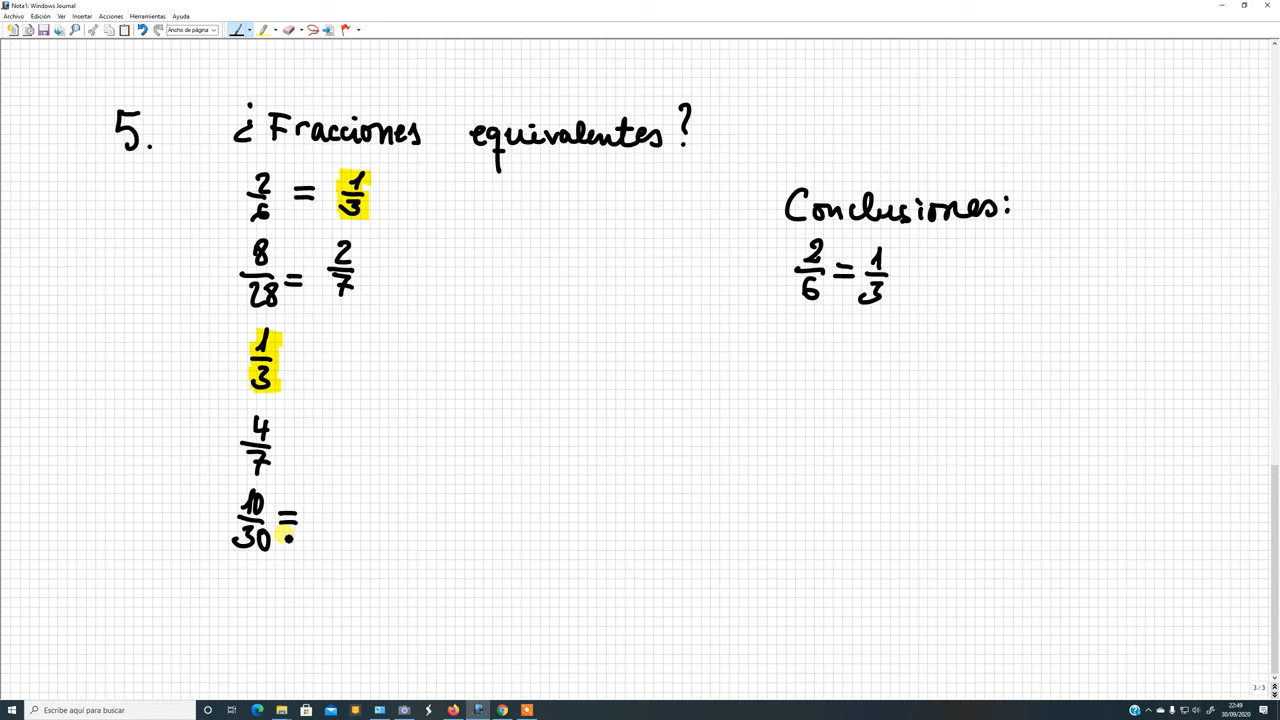 Nota1: Windows Journal
Archivo Edición Ver Insertar Acciones Herramientas Ayuda
Ancho de página
5. ¿Fracciones equivalentes?
2/6 = 1/3
8/28 = 2/7
1/3
4/7
10/30 =
Conclusiones:
2/6 = 1/3
3 / 3
Escribe aquí para buscar
22:49
30/09/2020